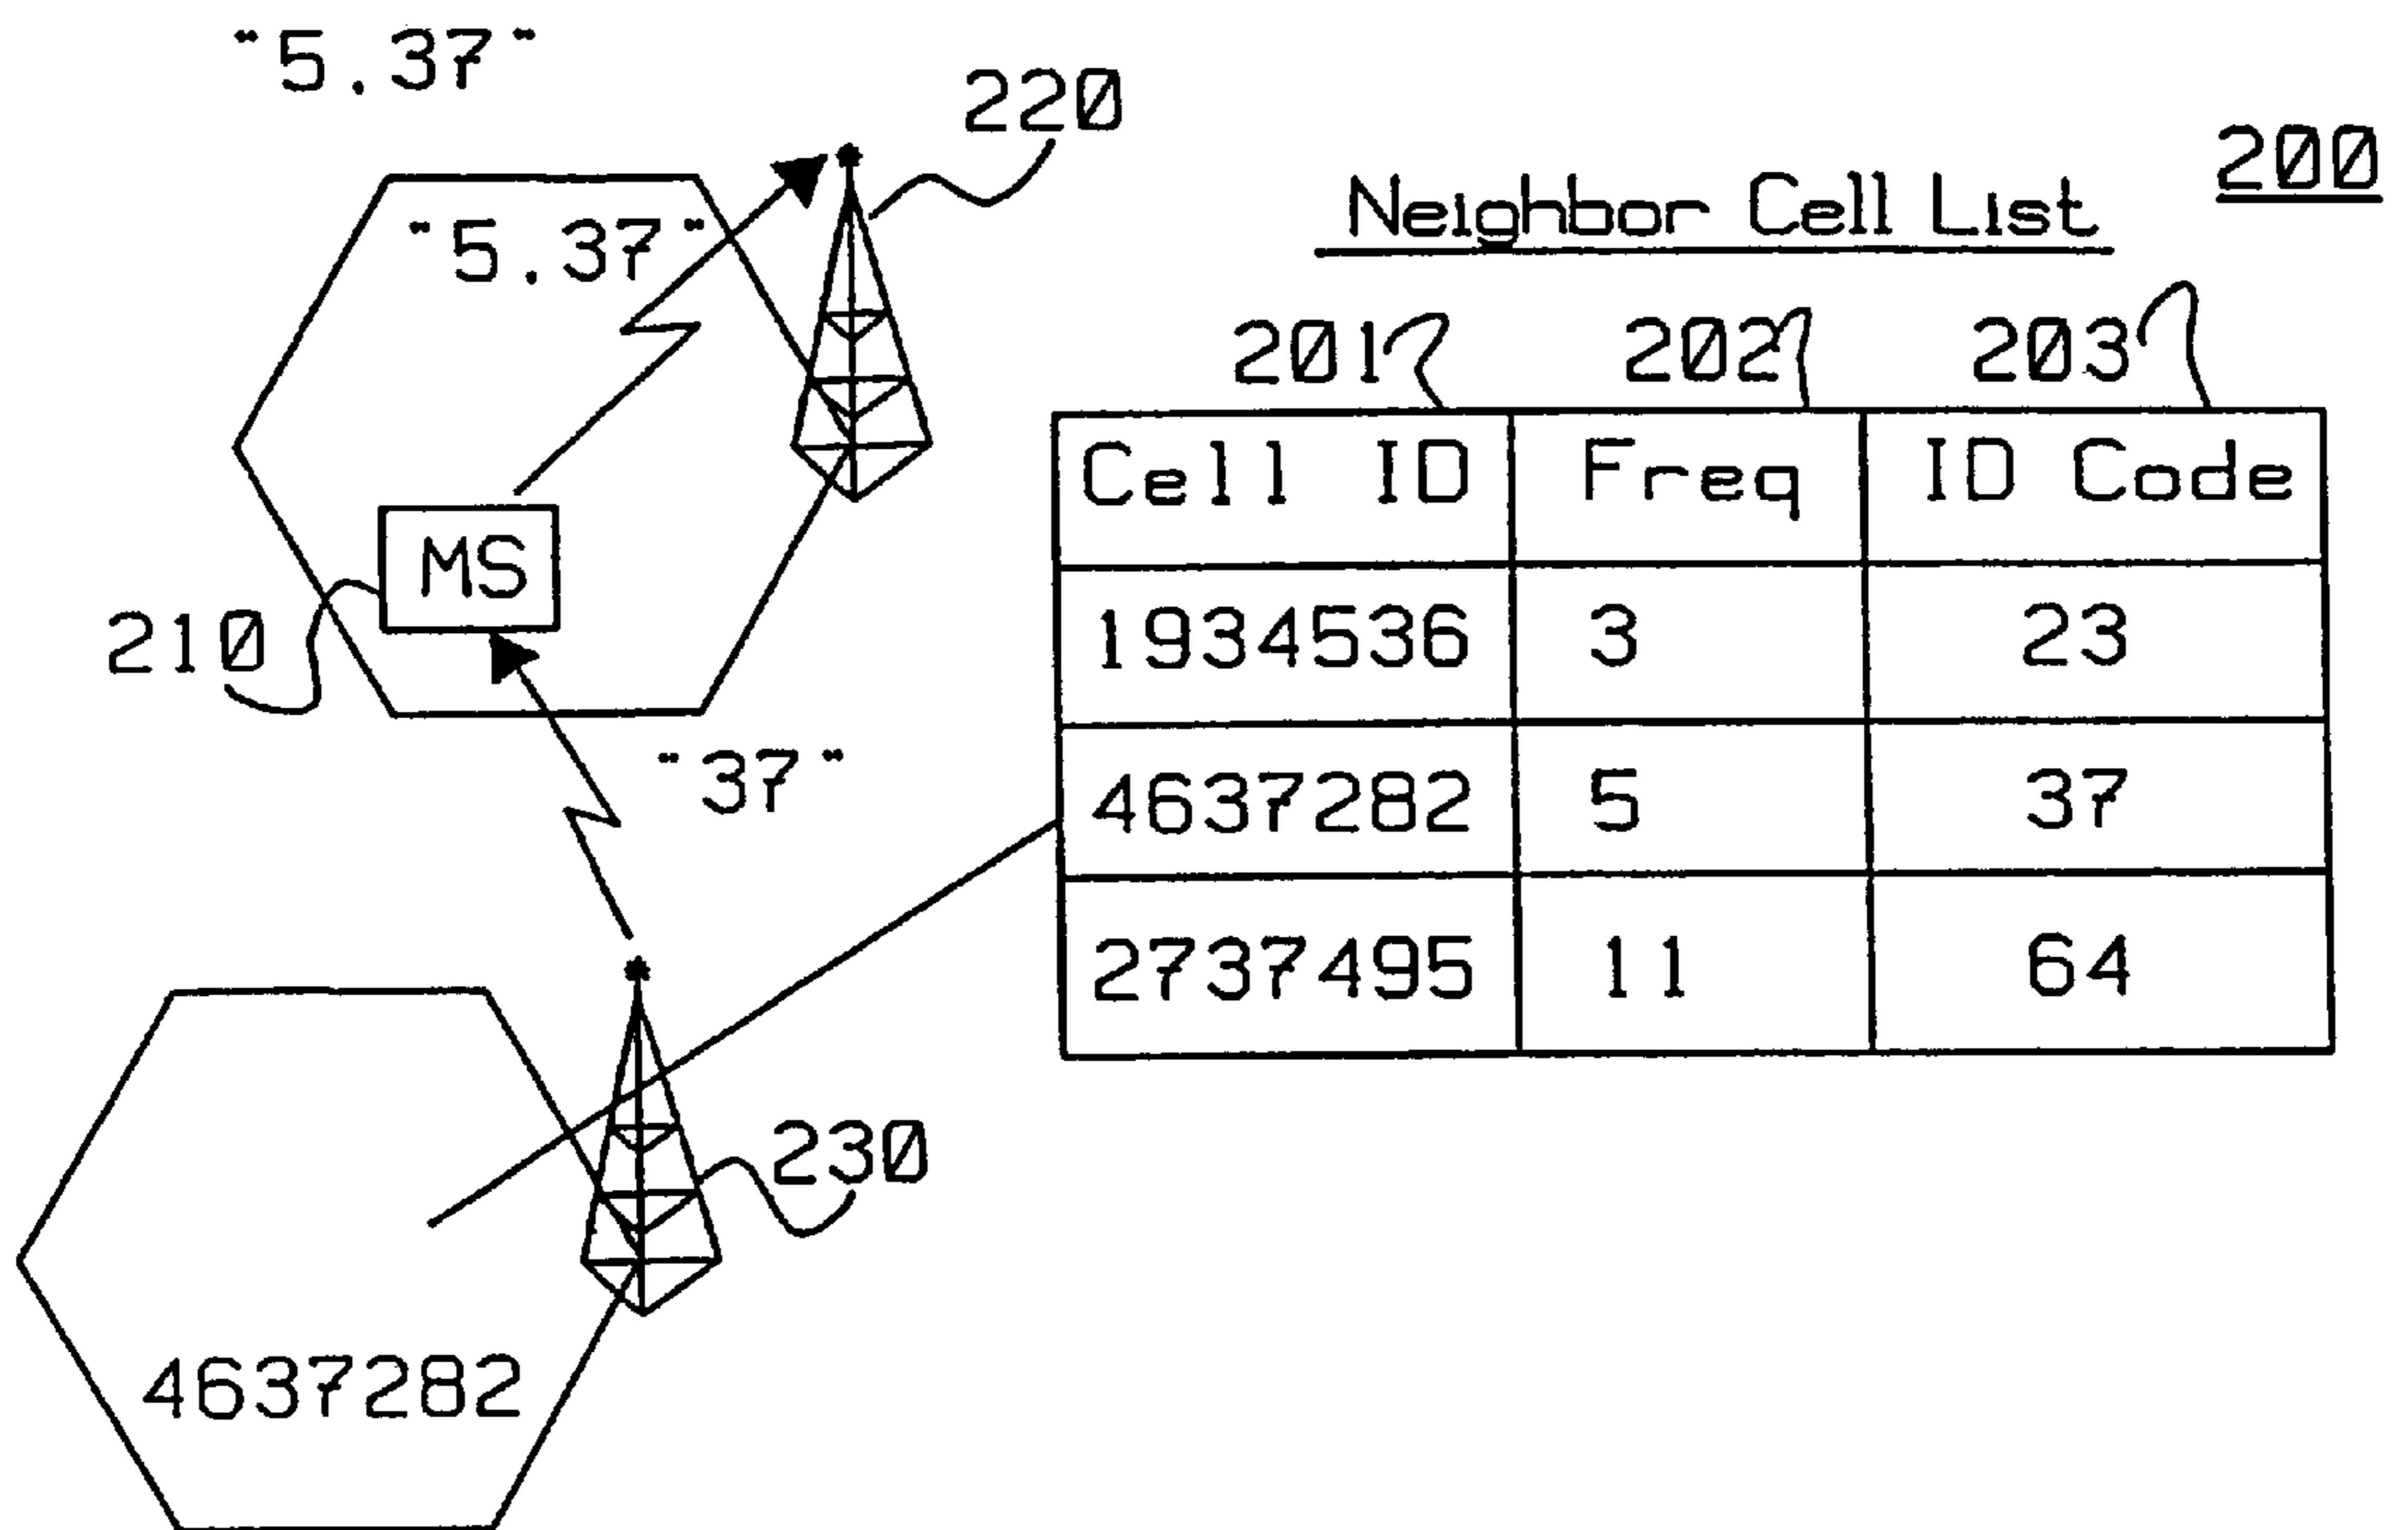 "5.37"
220
200
Neighbor Cell List
"5.37"
201 202 203
Cell ID Freq ID Code
1934536 3 23
4637282 5 37
2737495 11 64
MS
210
"37"
230
4637282